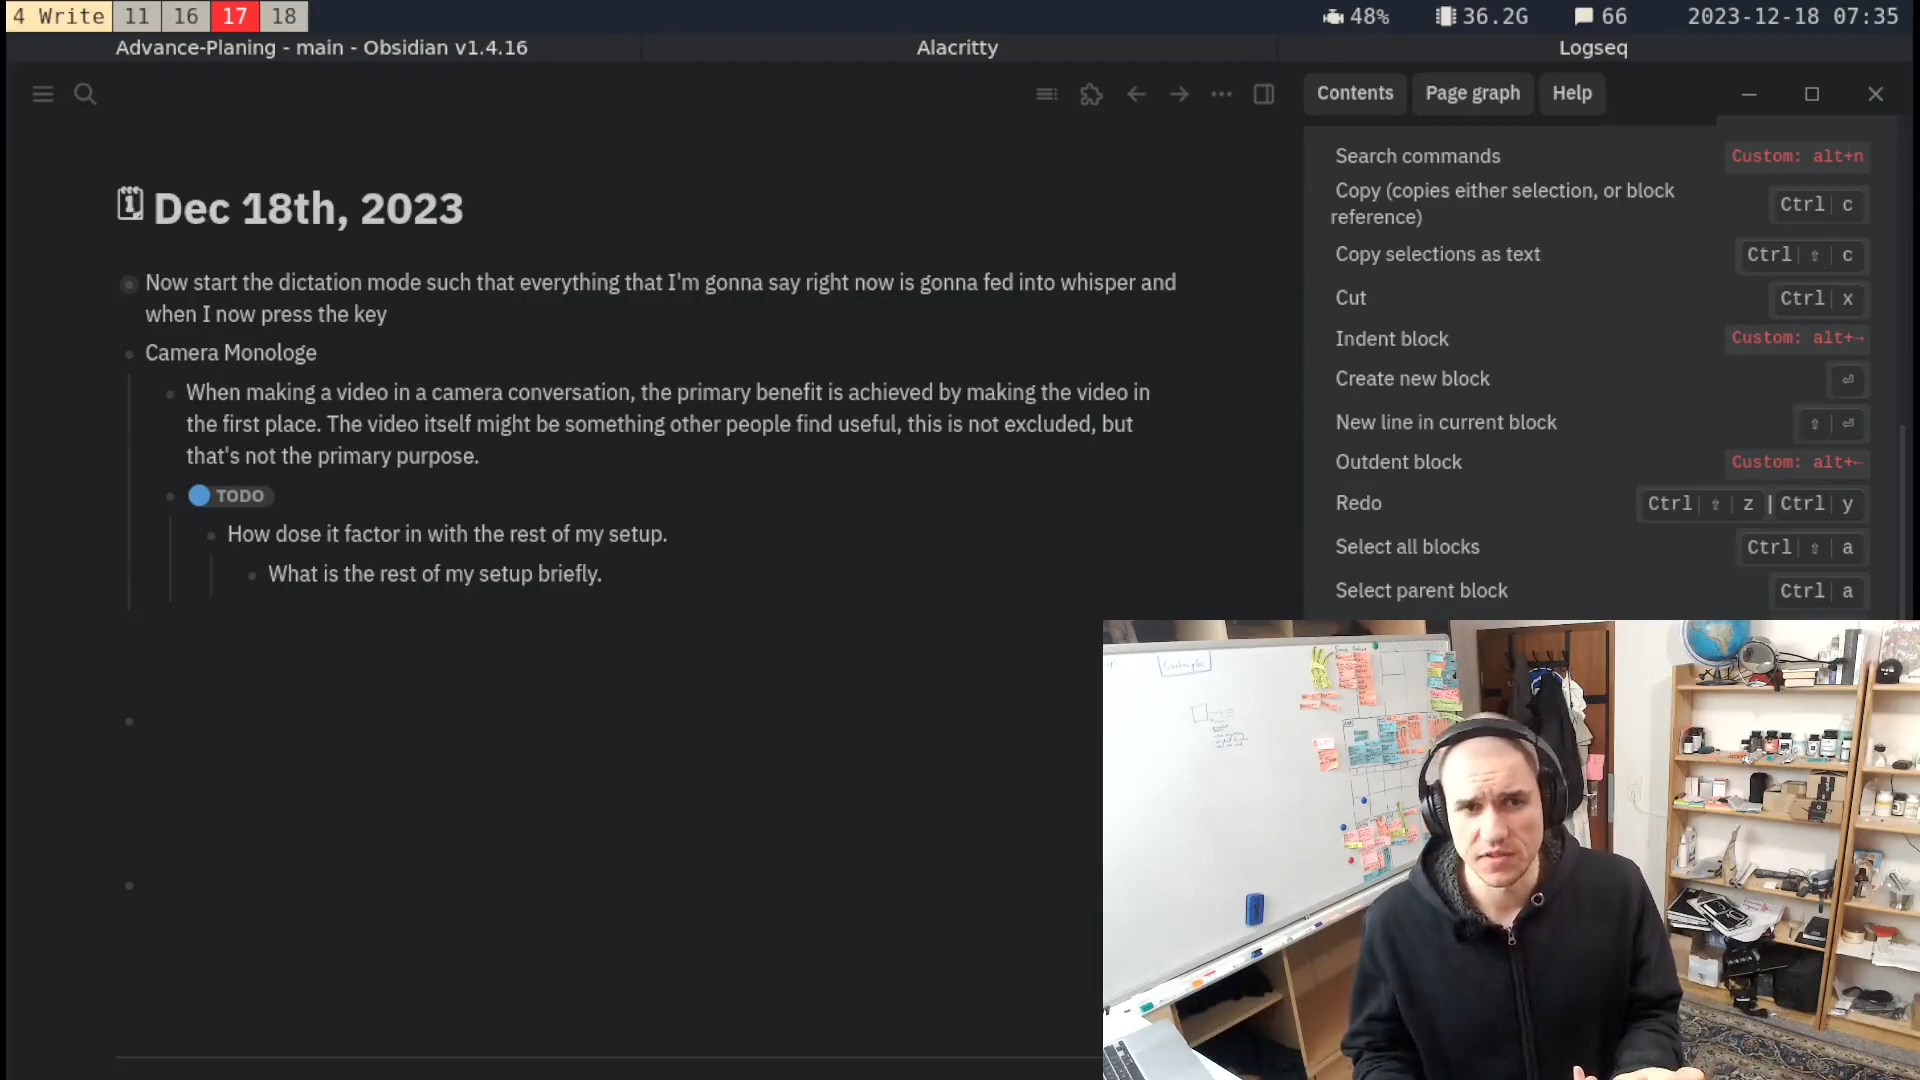 4 Write 11 16 17 18
48% 36.2G 66 2023-12-18 07:35
Advance-Planing - main - Obsidian v1.4.16 Alacritty Logseq
Contents Page graph Help
Dec 18th, 2023
Now start the dictation mode such that everything that I'm gonna say right now is gonna fed into whisper and
when I now press the key
Camera Monologe
When making a video in a camera conversation, the primary benefit is achieved by making the video in
the first place. The video itself might be something other people find useful, this is not excluded, but
that's not the primary purpose.
TODO
How dose it factor in with the rest of my setup.
What is the rest of my setup briefly.
Search commands Custom: alt+n
Copy (copies either selection, or block
reference) Ctrl c
Copy selections as text Ctrl ⇧ c
Cut Ctrl x
Indent block Custom: alt+→
Create new block ⏎
New line in current block ⇧ ⏎
Outdent block Custom: alt+←
Redo Ctrl ⇧ z | Ctrl y
Select all blocks Ctrl ⇧ a
Select parent block Ctrl a